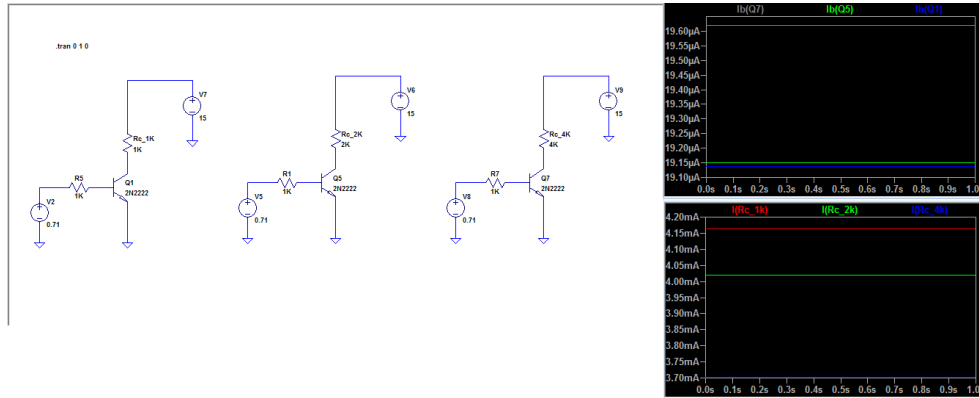 .tran 0 1 0
V7
15
Rc_1K
1K
R5
1K
Q1
2N2222
V2
0.71
V6
15
Rc_2K
2K
R1
1K
Q5
2N2222
V5
0.71
V9
15
Rc_4K
4K
R7
1K
Q7
2N2222
V8
0.71
Ib(Q7) Ib(Q5) Ib(Q1)
19.60µA
19.55µA
19.50µA
19.45µA
19.40µA
19.35µA
19.30µA
19.25µA
19.20µA
19.15µA
19.10µA
0.0s 0.1s 0.2s 0.3s 0.4s 0.5s 0.6s 0.7s 0.8s 0.9s 1.0s
I(Rc_1k) I(Rc_2k) I(Rc_4k)
4.20mA
4.15mA
4.10mA
4.05mA
4.00mA
3.95mA
3.90mA
3.85mA
3.80mA
3.75mA
3.70mA
0.0s 0.1s 0.2s 0.3s 0.4s 0.5s 0.6s 0.7s 0.8s 0.9s 1.0s